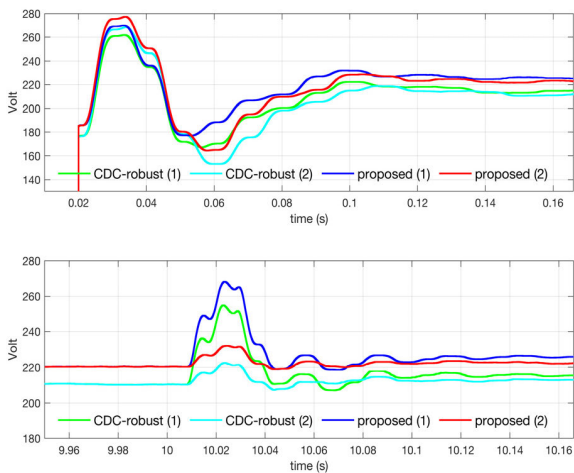 280
260
240
220
200
180
160
140
Volt
CDC-robust (1) CDC-robust (2) proposed (1) proposed (2)
0.02 0.04 0.06 0.08 0.1 0.12 0.14 0.16
time (s)
280
260
240
220
200
180
Volt
CDC-robust (1) CDC-robust (2) proposed (1) proposed (2)
9.96 9.98 10 10.02 10.04 10.06 10.08 10.1 10.12 10.14 10.16
time (s)